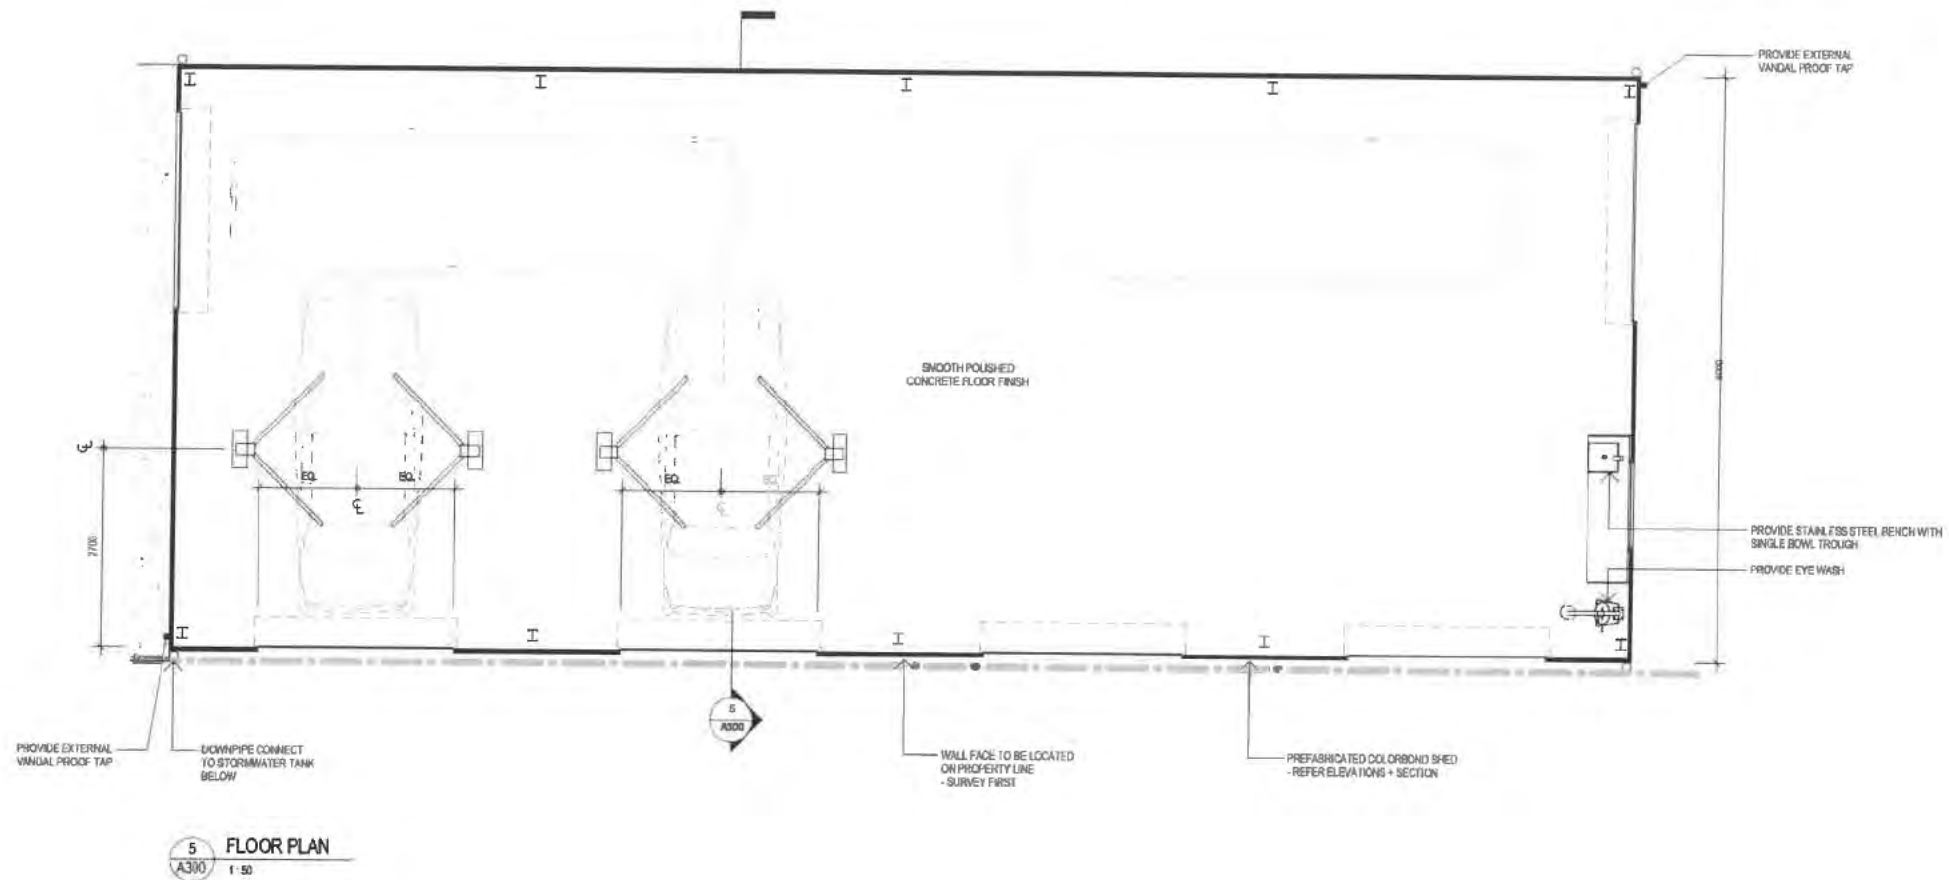 PROVIDE EXTERNAL
VANDAL PROOF TAP
SMOOTH POLISHED
CONCRETE FLOOR FINISH
EQ.
EQ.
EQ.
EQ.
2700
PROVIDE STAINLESS STEEL BENCH WITH
SINGLE BOWL TROUGH
PROVIDE EYE WASH
5
A300
PROVIDE EXTERNAL
VANDAL PROOF TAP
DOWNPIPE CONNECT
TO STORMWATER TANK
BELOW
WALL FACE TO BE LOCATED
ON PROPERTY LINE
- SURVEY FIRST
PREFABRICATED COLORBOND SHED
- REFER ELEVATIONS + SECTION
5
A300
FLOOR PLAN
1:50